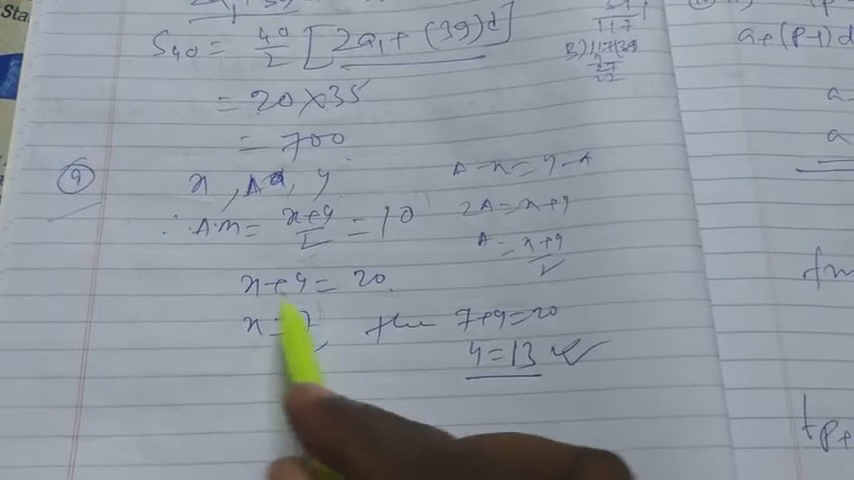 S₄₀ = 40/2 [2a₁ + (39)d]
= 20 × 35
= 700
9
x, A, y
∴ A.M = x+y/2 = 10
x+y = 20.
then 7+y = 20
y = 13
A - x = y - A
2A = x+y
A = x+y/2
117
a+(p-1)d
a
a